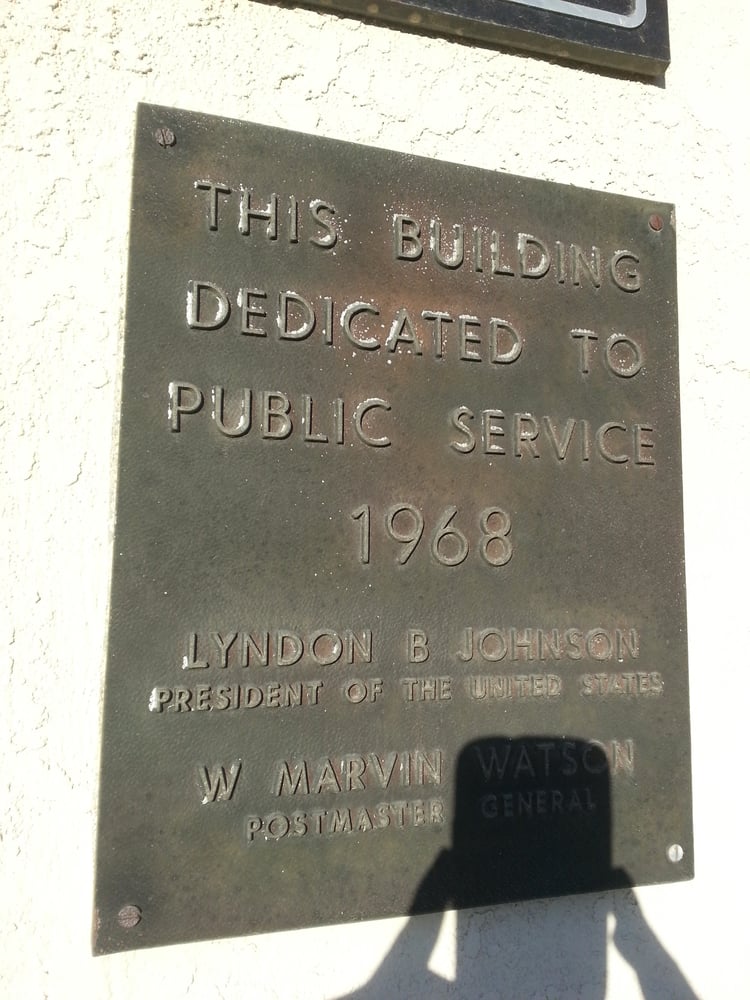 THIS BUILDING
DEDICATED TO
PUBLIC SERVICE
1968
LYNDON B JOHNSON
PRESIDENT OF THE UNITED STATES
W MARVIN WATSON
POSTMASTER GENERAL